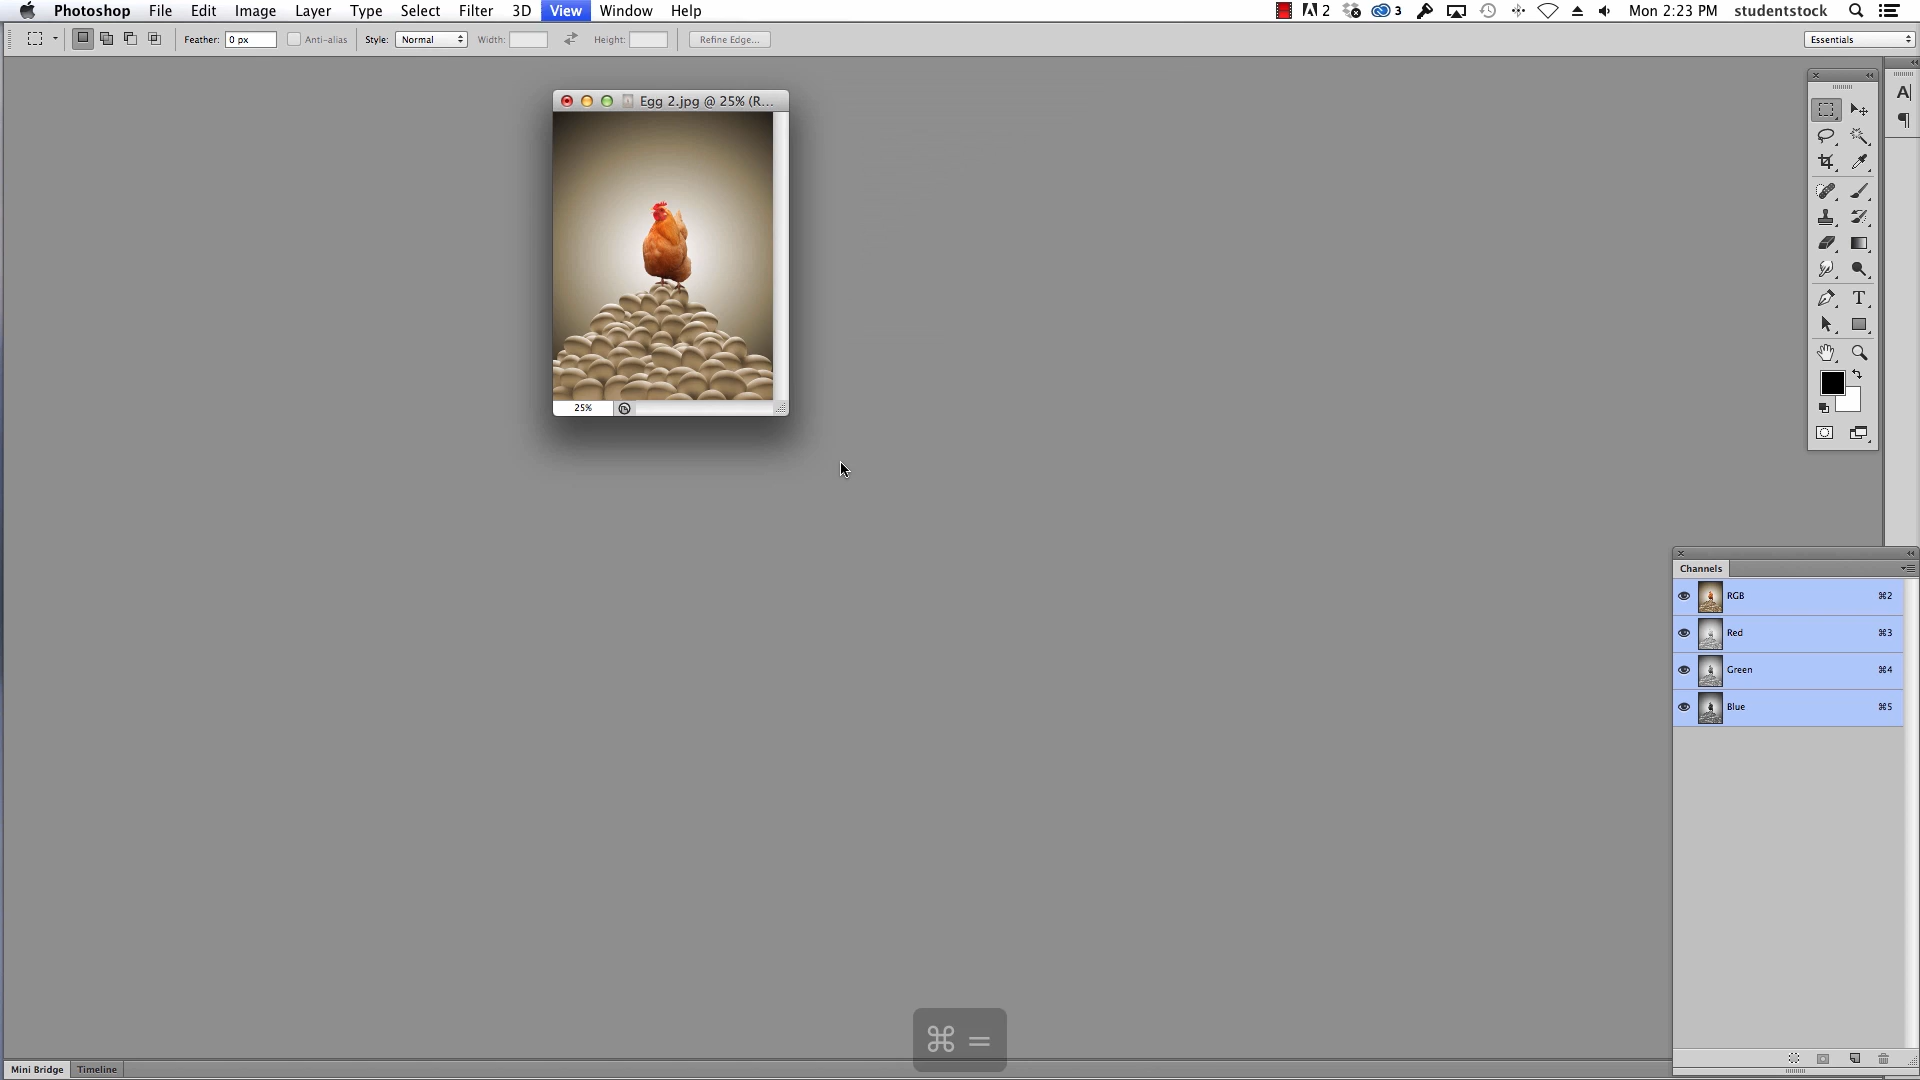 Photoshop File Edit Image Layer Type Select Filter 3D View Window Help 2 3 Mon 2:23 PM studentstock
Feather: 0 px Anti-alias Style: Normal Width: Height: Refine Edge... Essentials
Egg 2.jpg @ 25% (R...
25%
Channels
RGB ⌘2
Red ⌘3
Green ⌘4
Blue ⌘5
⌘ =
Mini Bridge Timeline